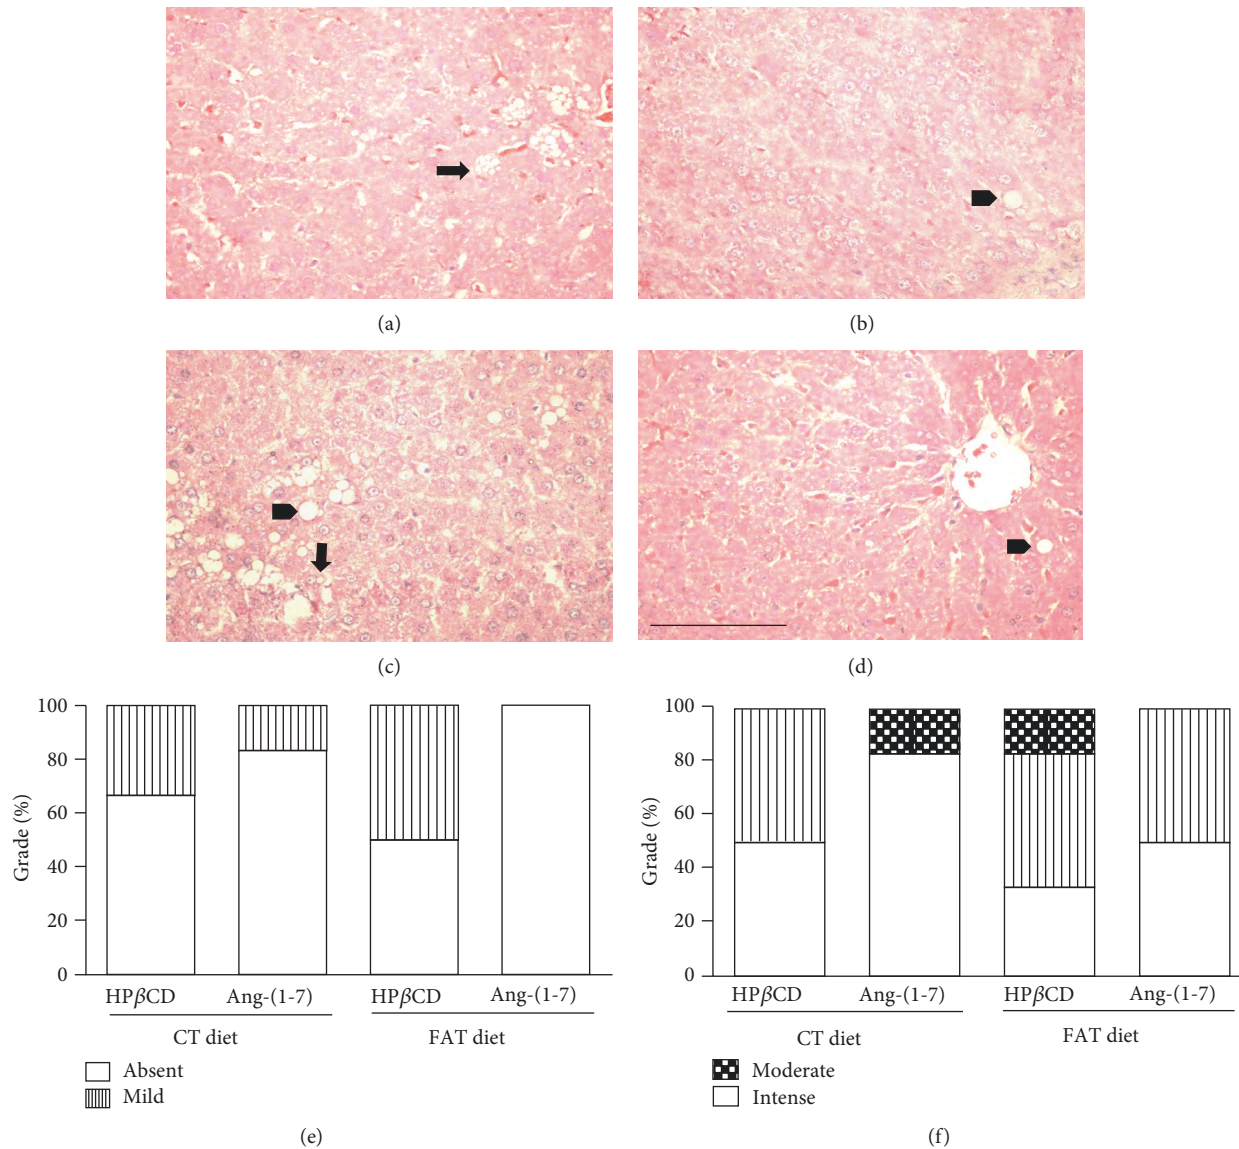 (a)
(b)
(c)
(d)
100
80
60
40
20
0
Grade (%)
HPβCD
Ang-(1-7)
HPβCD
Ang-(1-7)
CT diet
FAT diet
Absent
Mild
(e)
100
80
60
40
20
0
Grade (%)
HPβCD
Ang-(1-7)
HPβCD
Ang-(1-7)
CT diet
FAT diet
Moderate
Intense
(f)